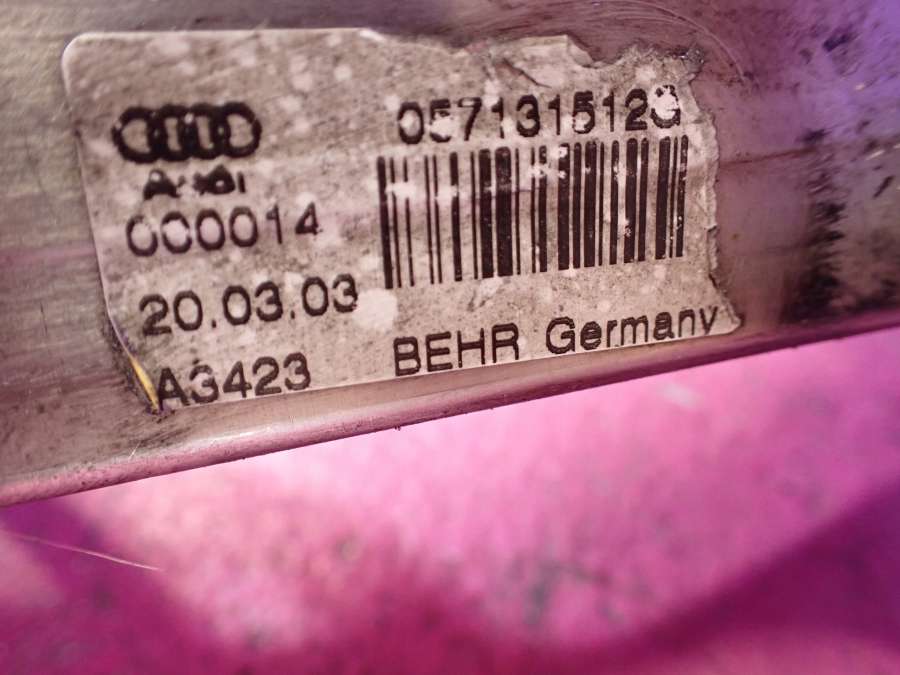 057131512G
Audi
000014
20.03.03
A3423
BEHR Germany